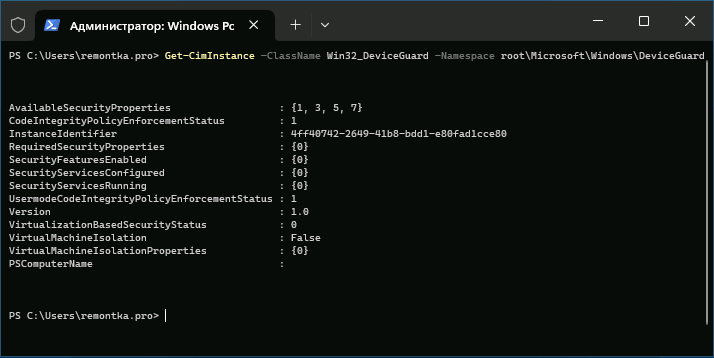 Администратор: Windows Pc
PS C:\Users\remontka.pro> Get-CimInstance -ClassName Win32_DeviceGuard -Namespace root\Microsoft\Windows\DeviceGuard
AvailableSecurityProperties : {1, 3, 5, 7}
CodeIntegrityPolicyEnforcementStatus : 1
InstanceIdentifier : 4ff40742-2649-41b8-bdd1-e80fad1cce80
RequiredSecurityProperties : {0}
SecurityFeaturesEnabled : {0}
SecurityServicesConfigured : {0}
SecurityServicesRunning : {0}
UsermodeCodeIntegrityPolicyEnforcementStatus : 1
Version : 1.0
VirtualizationBasedSecurityStatus : 0
VirtualMachineIsolation : False
VirtualMachineIsolationProperties : {0}
PSComputerName :
PS C:\Users\remontka.pro>